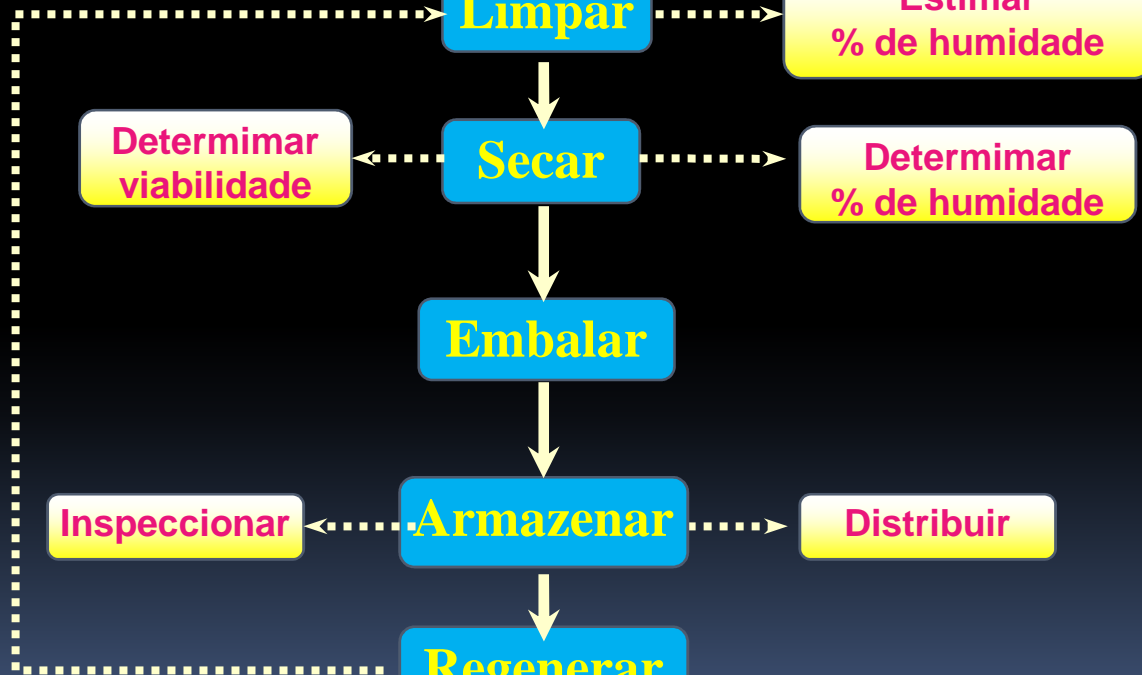 Limpar
Estimar
% de humidade
Determimar
viabilidade
Secar
Determimar
% de humidade
Embalar
Inspeccionar
Armazenar
Distribuir
Regenerar